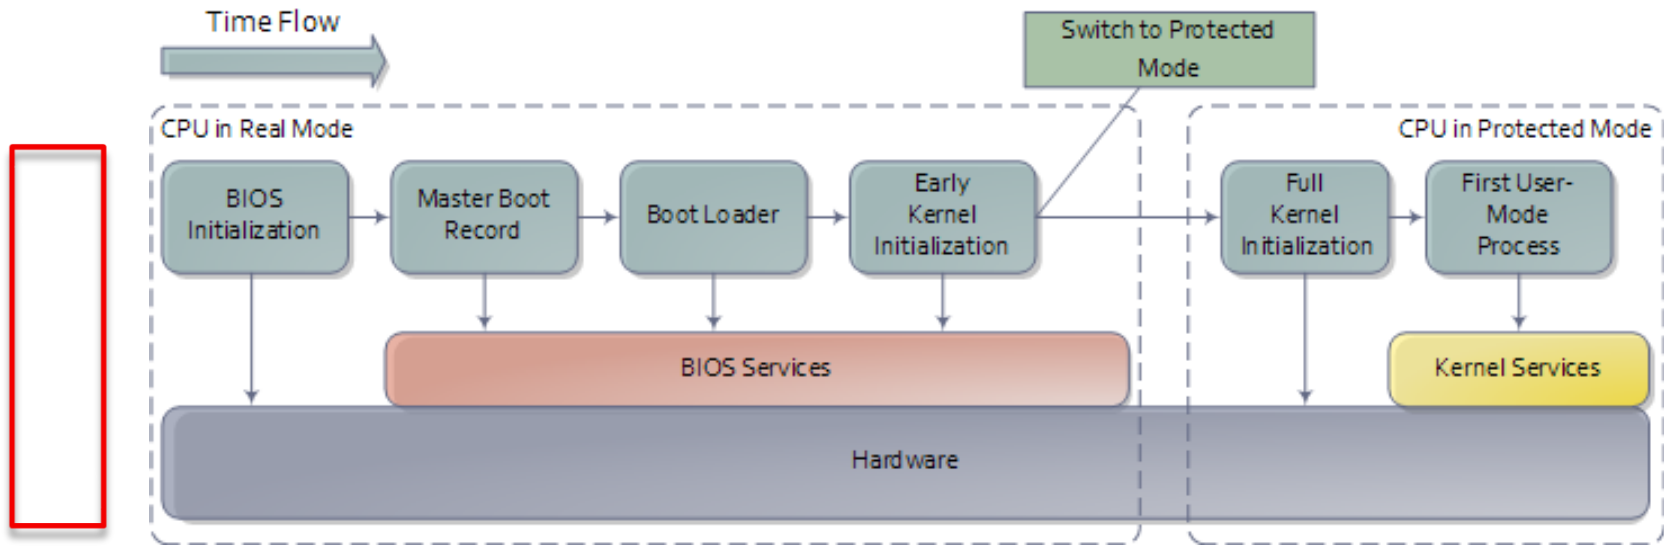 Time Flow
Switch to Protected
Mode
CPU in Real Mode
CPU in Protected Mode
BIOS
Initialization
Master Boot
Record
Boot Loader
Early
Kernel
Initialization
Full
Kernel
Initialization
First User-
Mode
Process
BIOS Services
Kernel Services
Hardware